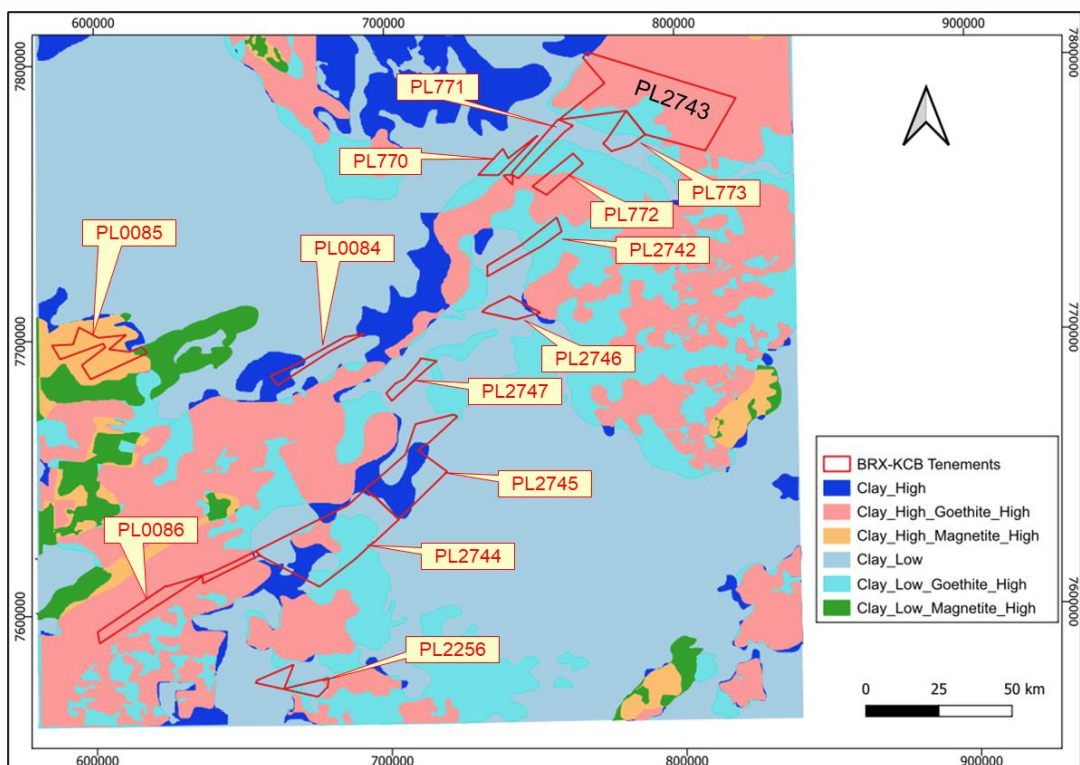 600000 700000 800000 900000
7800000 7800000
PL771
PL2743
PL770
PL773
PL772
PL0085
PL0084
PL2742
7700000 7700000
PL2746
PL2747
BRX-KCB Tenements
Clay_High
PL2745
Clay_High_Goethite_High
Clay_High_Magnetite_High
PL0086
PL2744
Clay_Low
Clay_Low_Goethite_High
Clay_Low_Magnetite_High
7600000 7600000
PL2256
0 25 50 km
600000 700000 800000 900000